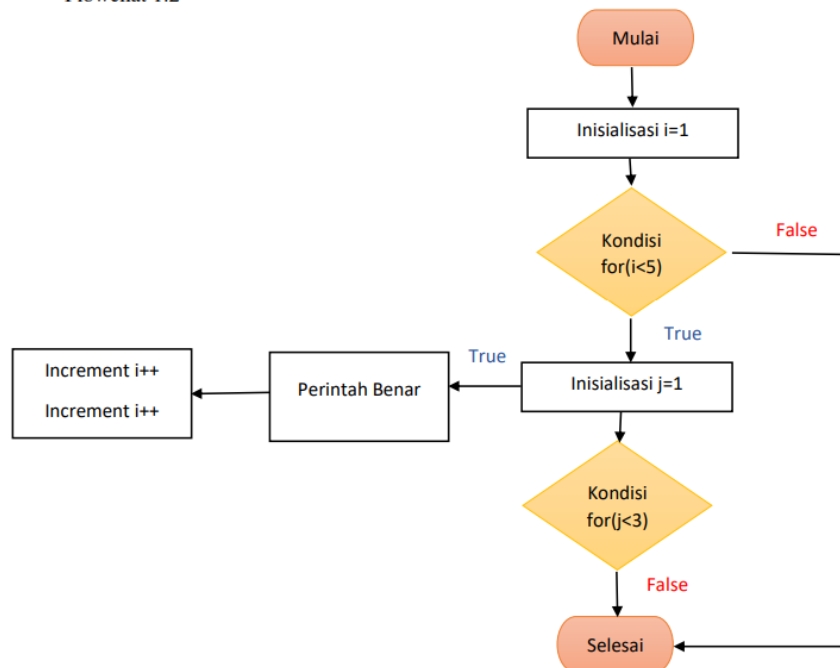 Mulai
Inisialisasi i=1
Kondisi
for(i<5)
False
True
Inisialisasi j=1
True
Perintah Benar
Increment i++
Increment i++
Kondisi
for(j<3)
False
Selesai